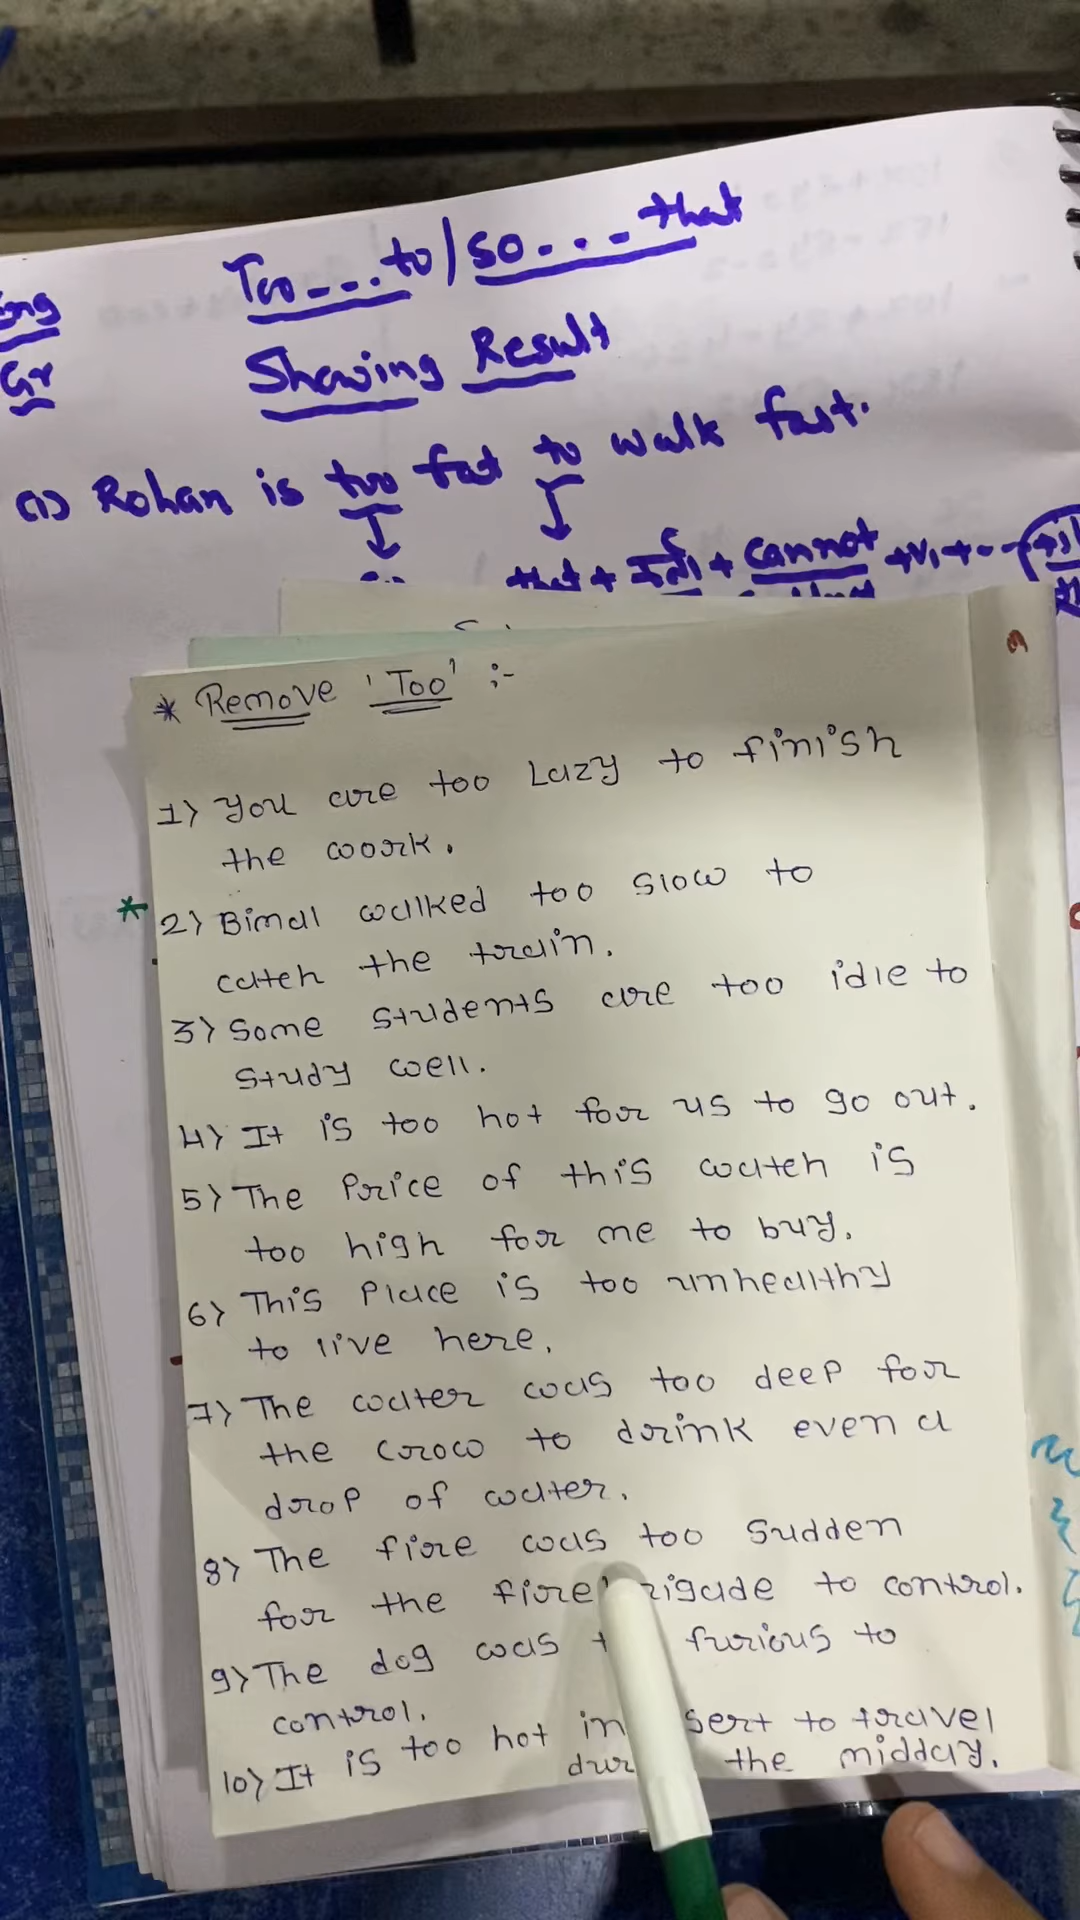 Too...to/so...that
Eng
Gr
Showing Result
(1) Rohan is too fat to walk fast.
that + + cannot +V1+
* Remove 'Too' :-
1) You are too Lazy to finish
the work.
* 2) Bimal walked too slow to
catch the train.
3) Some students are too idle to
study well.
4) It is too hot for us to go out.
5) The Price of this watch is
too high for me to buy.
6) This Place is too unhealthy
to live here.
7) The water was too deep for
the crow to drink even a
drop of water.
8) The fire was too sudden
for the fire rigade to control.
9) The dog was t furious to
control.
10) It is too hot in sert to travel
dur the midday.